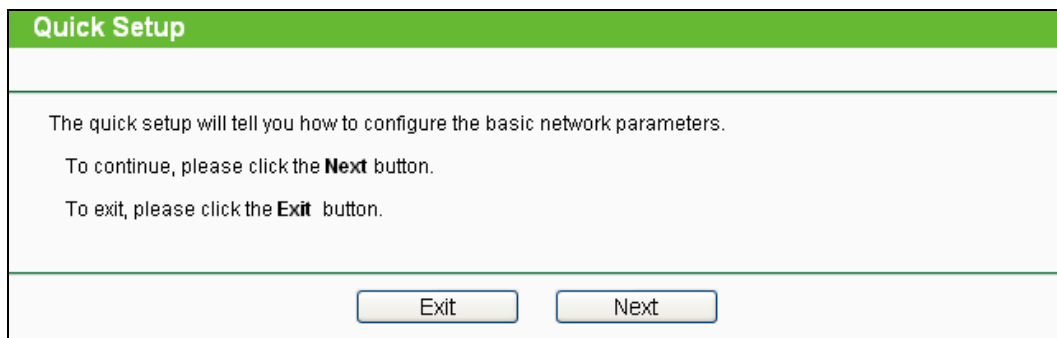 Quick Setup
The quick setup will tell you how to configure the basic network parameters.
To continue, please click the Next button.
To exit, please click the Exit button.
Exit Next